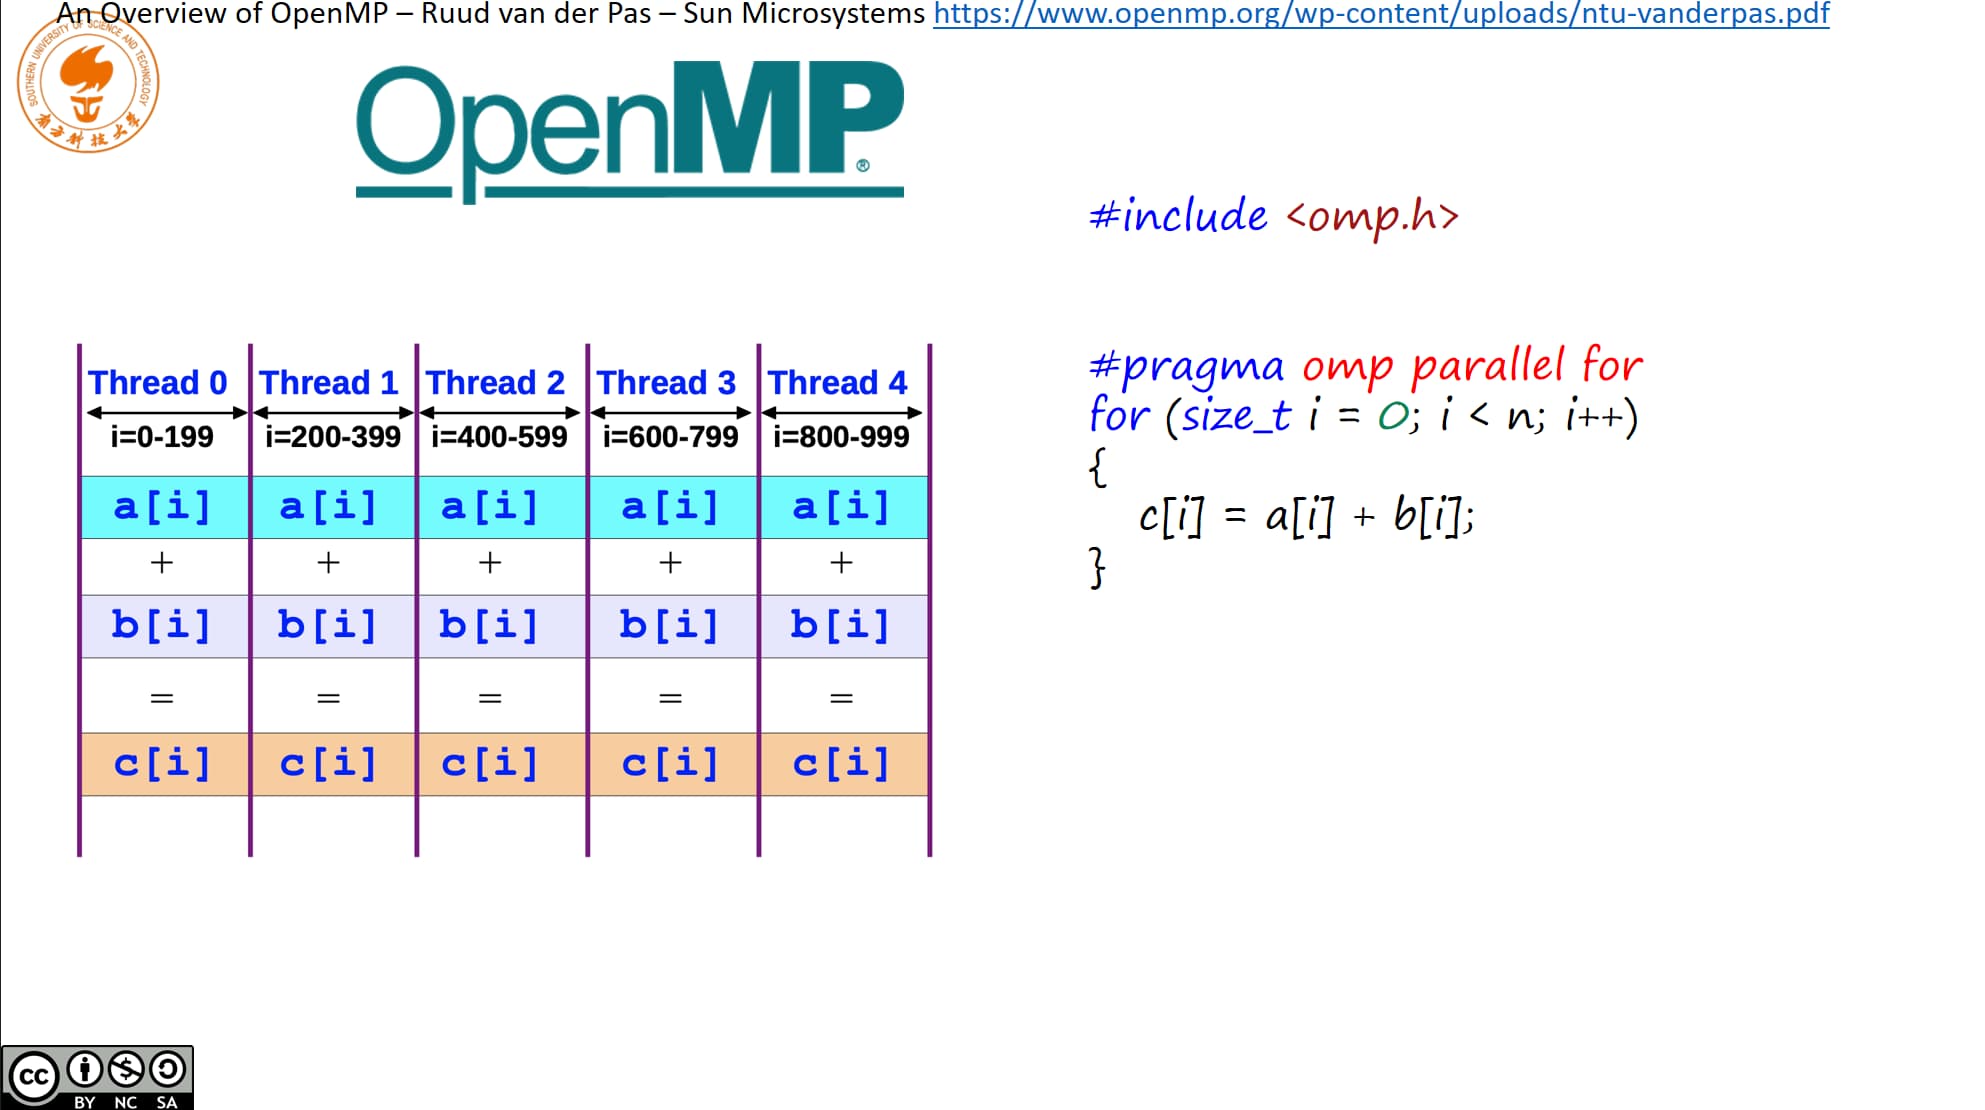 An Overview of OpenMP – Ruud van der Pas – Sun Microsystems https://www.openmp.org/wp-content/uploads/ntu-vanderpas.pdf
SOUTHERN UNIVERSITY OF SCIENCE AND TECHNOLOGY
南方科技大学
OpenMP®
#include <omp.h>
#pragma omp parallel for
for (size_t i = 0; i < n; i++)
{
c[i] = a[i] + b[i];
}
Thread 0 Thread 1 Thread 2 Thread 3 Thread 4
i=0-199 i=200-399 i=400-599 i=600-799 i=800-999
a[i] a[i] a[i] a[i] a[i]
+ + + + +
b[i] b[i] b[i] b[i] b[i]
= = = = =
c[i] c[i] c[i] c[i] c[i]
cc
BY NC SA